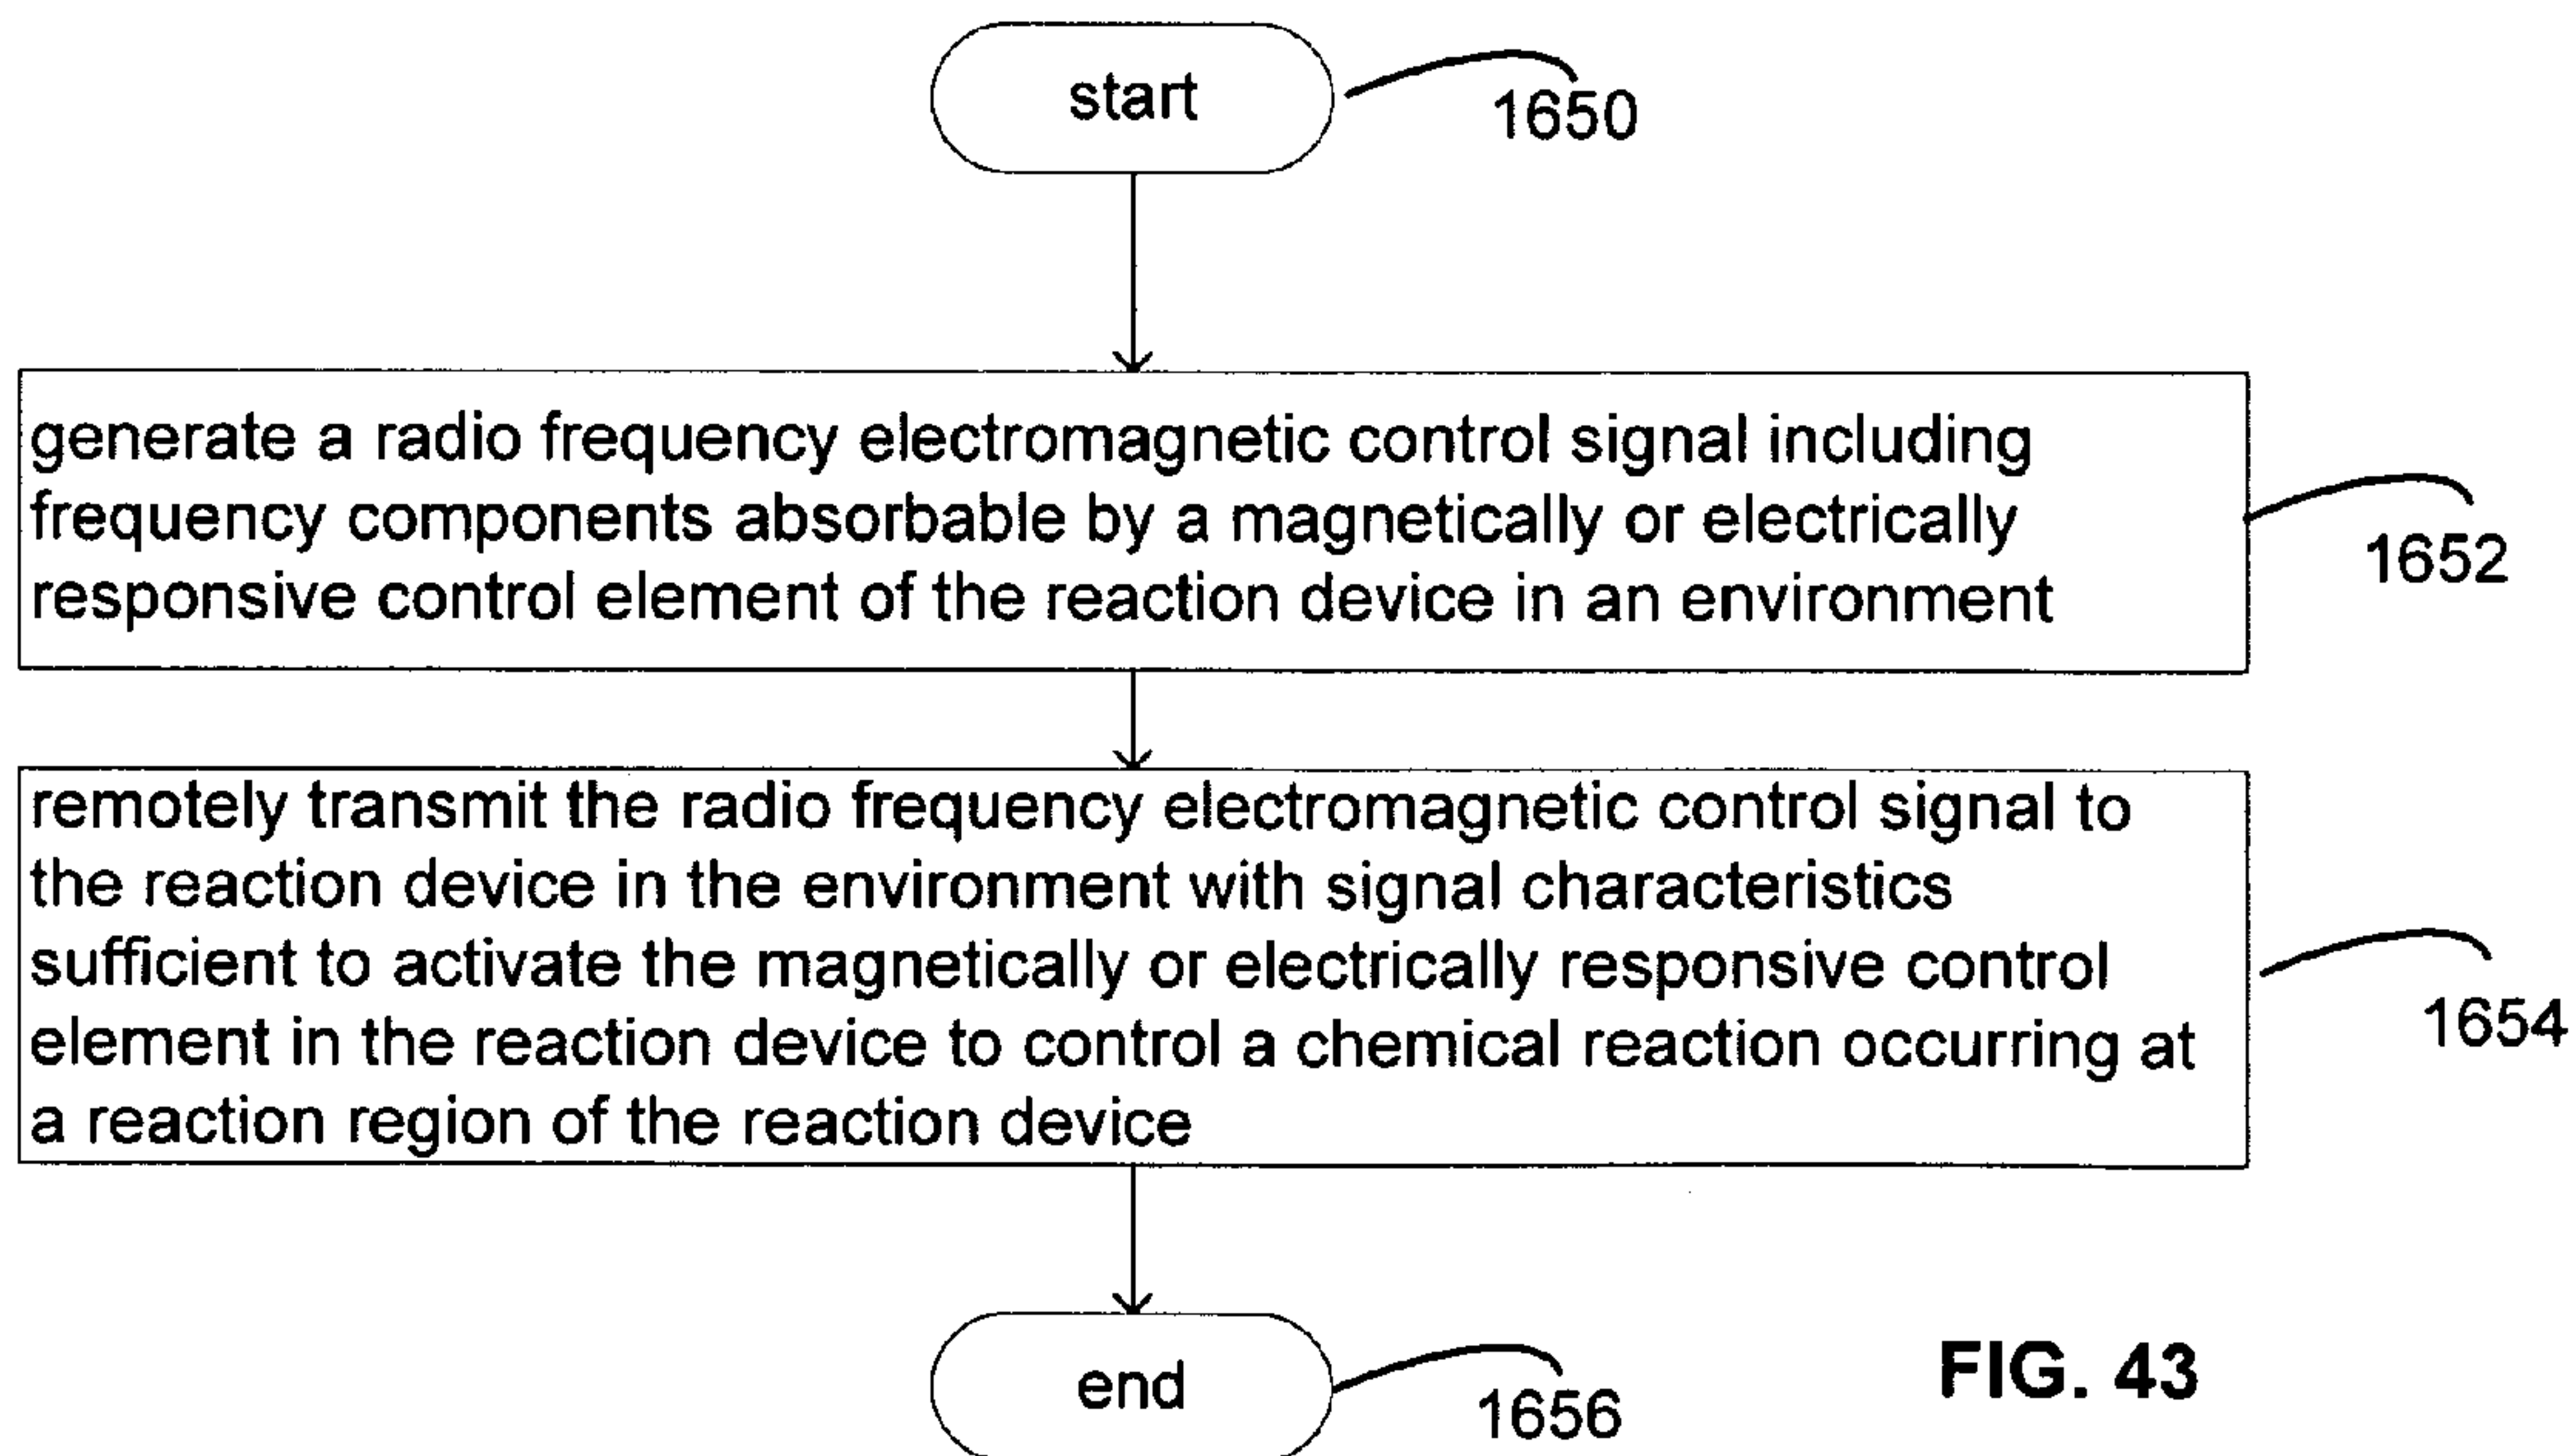 start
1650
generate a radio frequency electromagnetic control signal including
frequency components absorbable by a magnetically or electrically
responsive control element of the reaction device in an environment
1652
remotely transmit the radio frequency electromagnetic control signal to
the reaction device in the environment with signal characteristics
sufficient to activate the magnetically or electrically responsive control
element in the reaction device to control a chemical reaction occurring at
a reaction region of the reaction device
1654
end
1656
FIG. 43